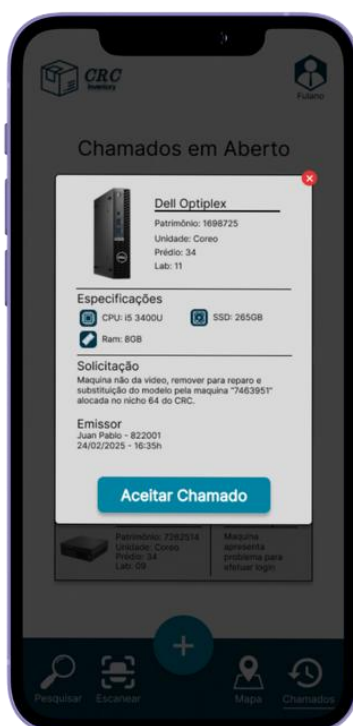 CRC
Inventory
Fulano
Chamados em Aberto
Dell Optiplex
Patrimônio: 1698725
Unidade: Coreo
Prédio: 34
Lab: 11
Especificações
CPU: i5 3400U
SSD: 265GB
Ram: 8GB
Solicitação
Maquina não da video, remover para reparo e
substituição do modelo pela maquina "7463951"
alocada no nicho 64 do CRC.
Emissor
Juan Pablo - 822001
24/02/2025 - 16:35h
Aceitar Chamado
Patrimônio: 7262514
Unidade: Coreo
Prédio: 34
Lab: 09
Maquina
apresenta
problema para
efetuar login
Pesquisar
Escanear
Mapa
Chamados